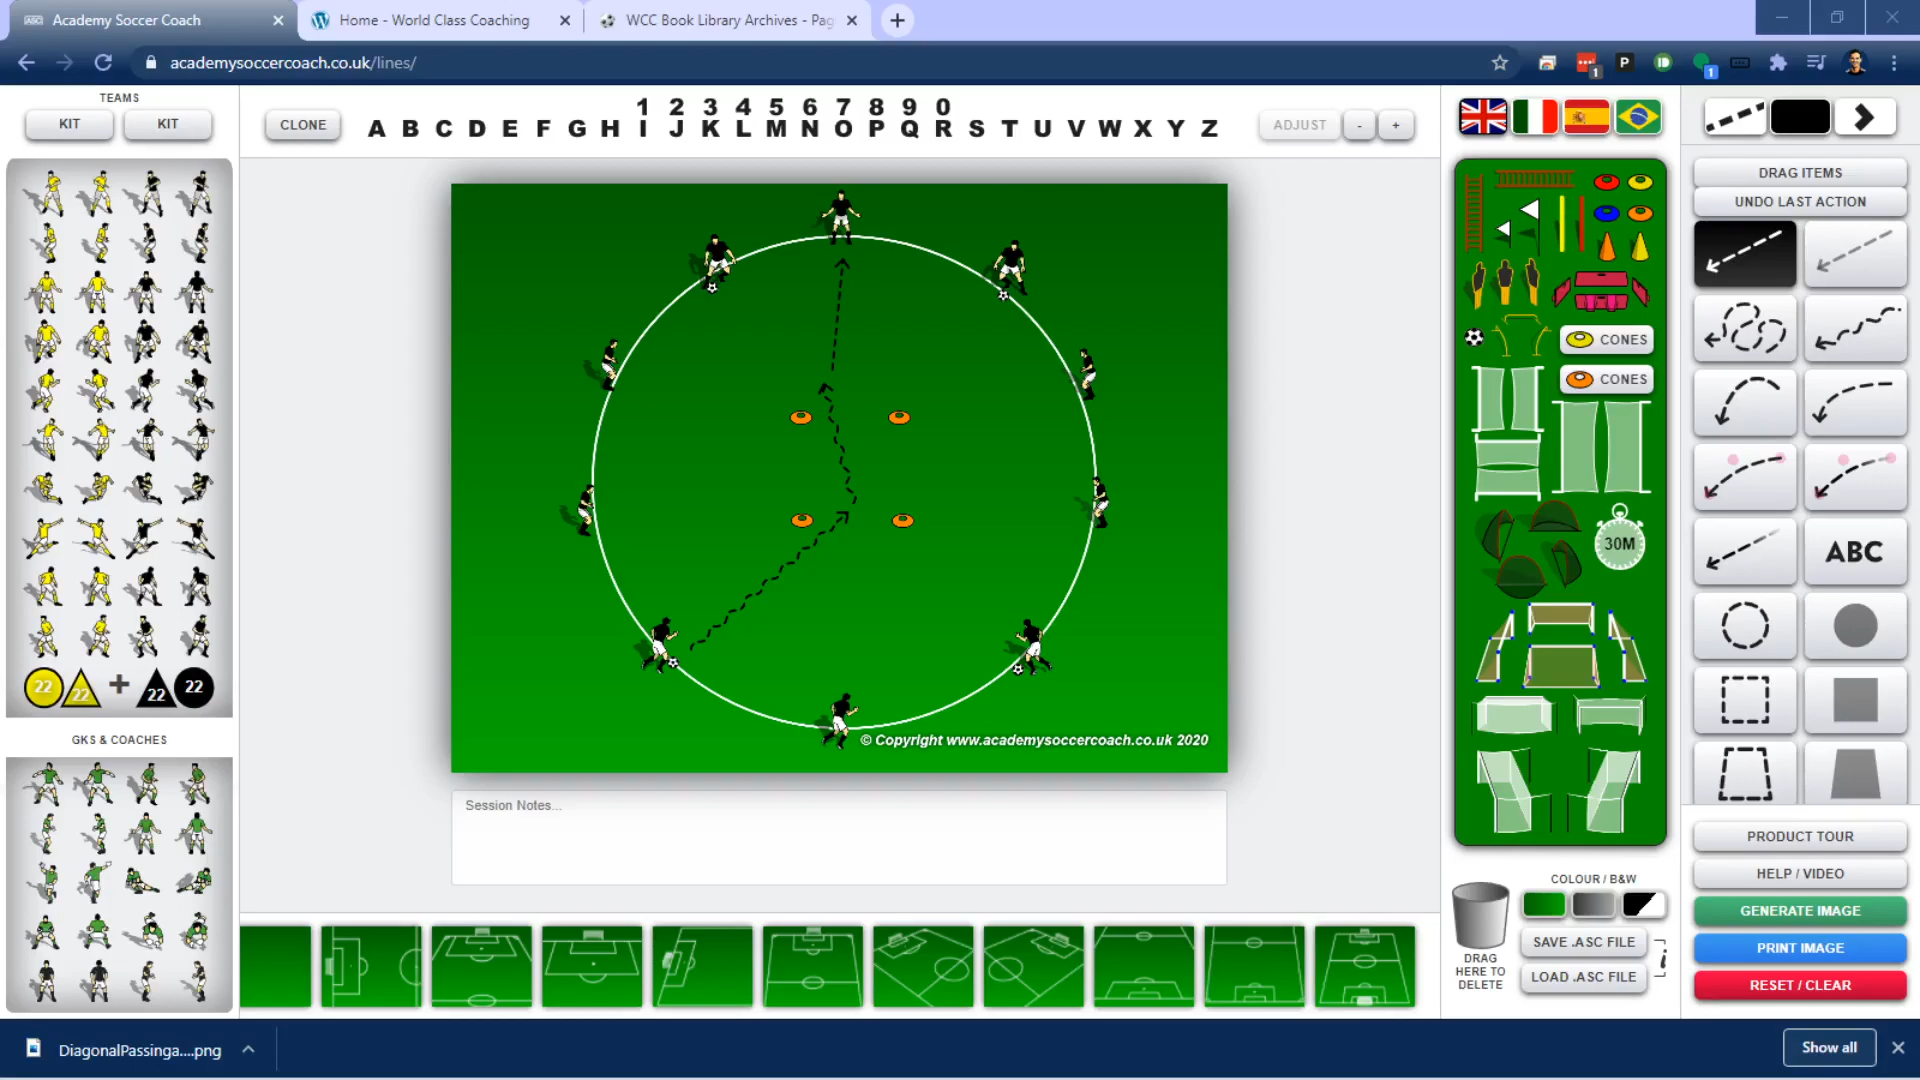 Academy Soccer Coach
Home - World Class Coaching
WCC Book Library Archives - Pag
academysoccercoach.co.uk/lines/
TEAMS
KIT
KIT
CLONE
1 2 3 4 5 6 7 8 9 0
A B C D E F G H I J K L M N O P Q R S T U V W X Y Z
ADJUST
-
+
DRAG ITEMS
UNDO LAST ACTION
CONES
CONES
30M
ABC
22
22
+
22
22
GKS & COACHES
© Copyright www.academysoccercoach.co.uk 2020
Session Notes...
PRODUCT TOUR
HELP / VIDEO
GENERATE IMAGE
PRINT IMAGE
RESET / CLEAR
COLOUR / B&W
SAVE .ASC FILE
LOAD .ASC FILE
i
DRAG
HERE TO
DELETE
DiagonalPassinga....png
Show all